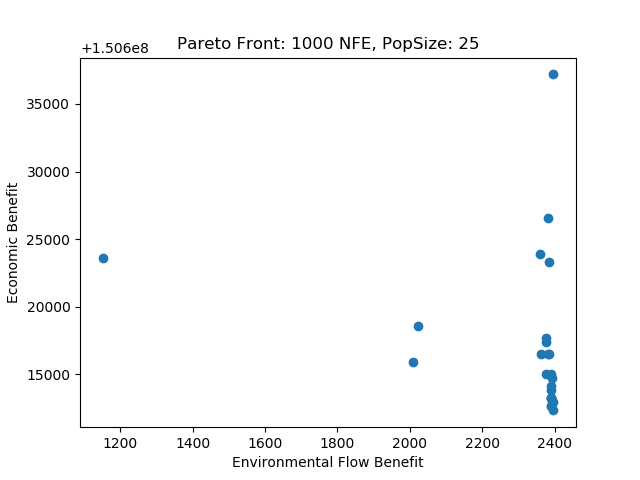 Pareto Front: 1000 NFE, PopSize: 25
+1.506e8
35000
30000
25000
20000
15000
Economic Benefit
1200 1400 1600 1800 2000 2200 2400
Environmental Flow Benefit